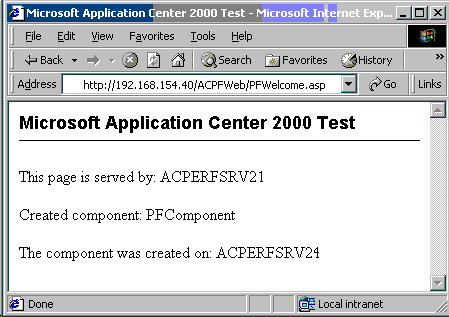 Microsoft Application Center 2000 Test - Microsoft Internet Exp...
File Edit View Favorites Tools Help
Back Search Favorites History
Address http://192.168.154.40/ACPFWeb/PFWelcome.asp Go Links
Microsoft Application Center 2000 Test
This page is served by: ACPERFSRV21
Created component: PFComponent
The component was created on: ACPERFSRV24
Done Local intranet